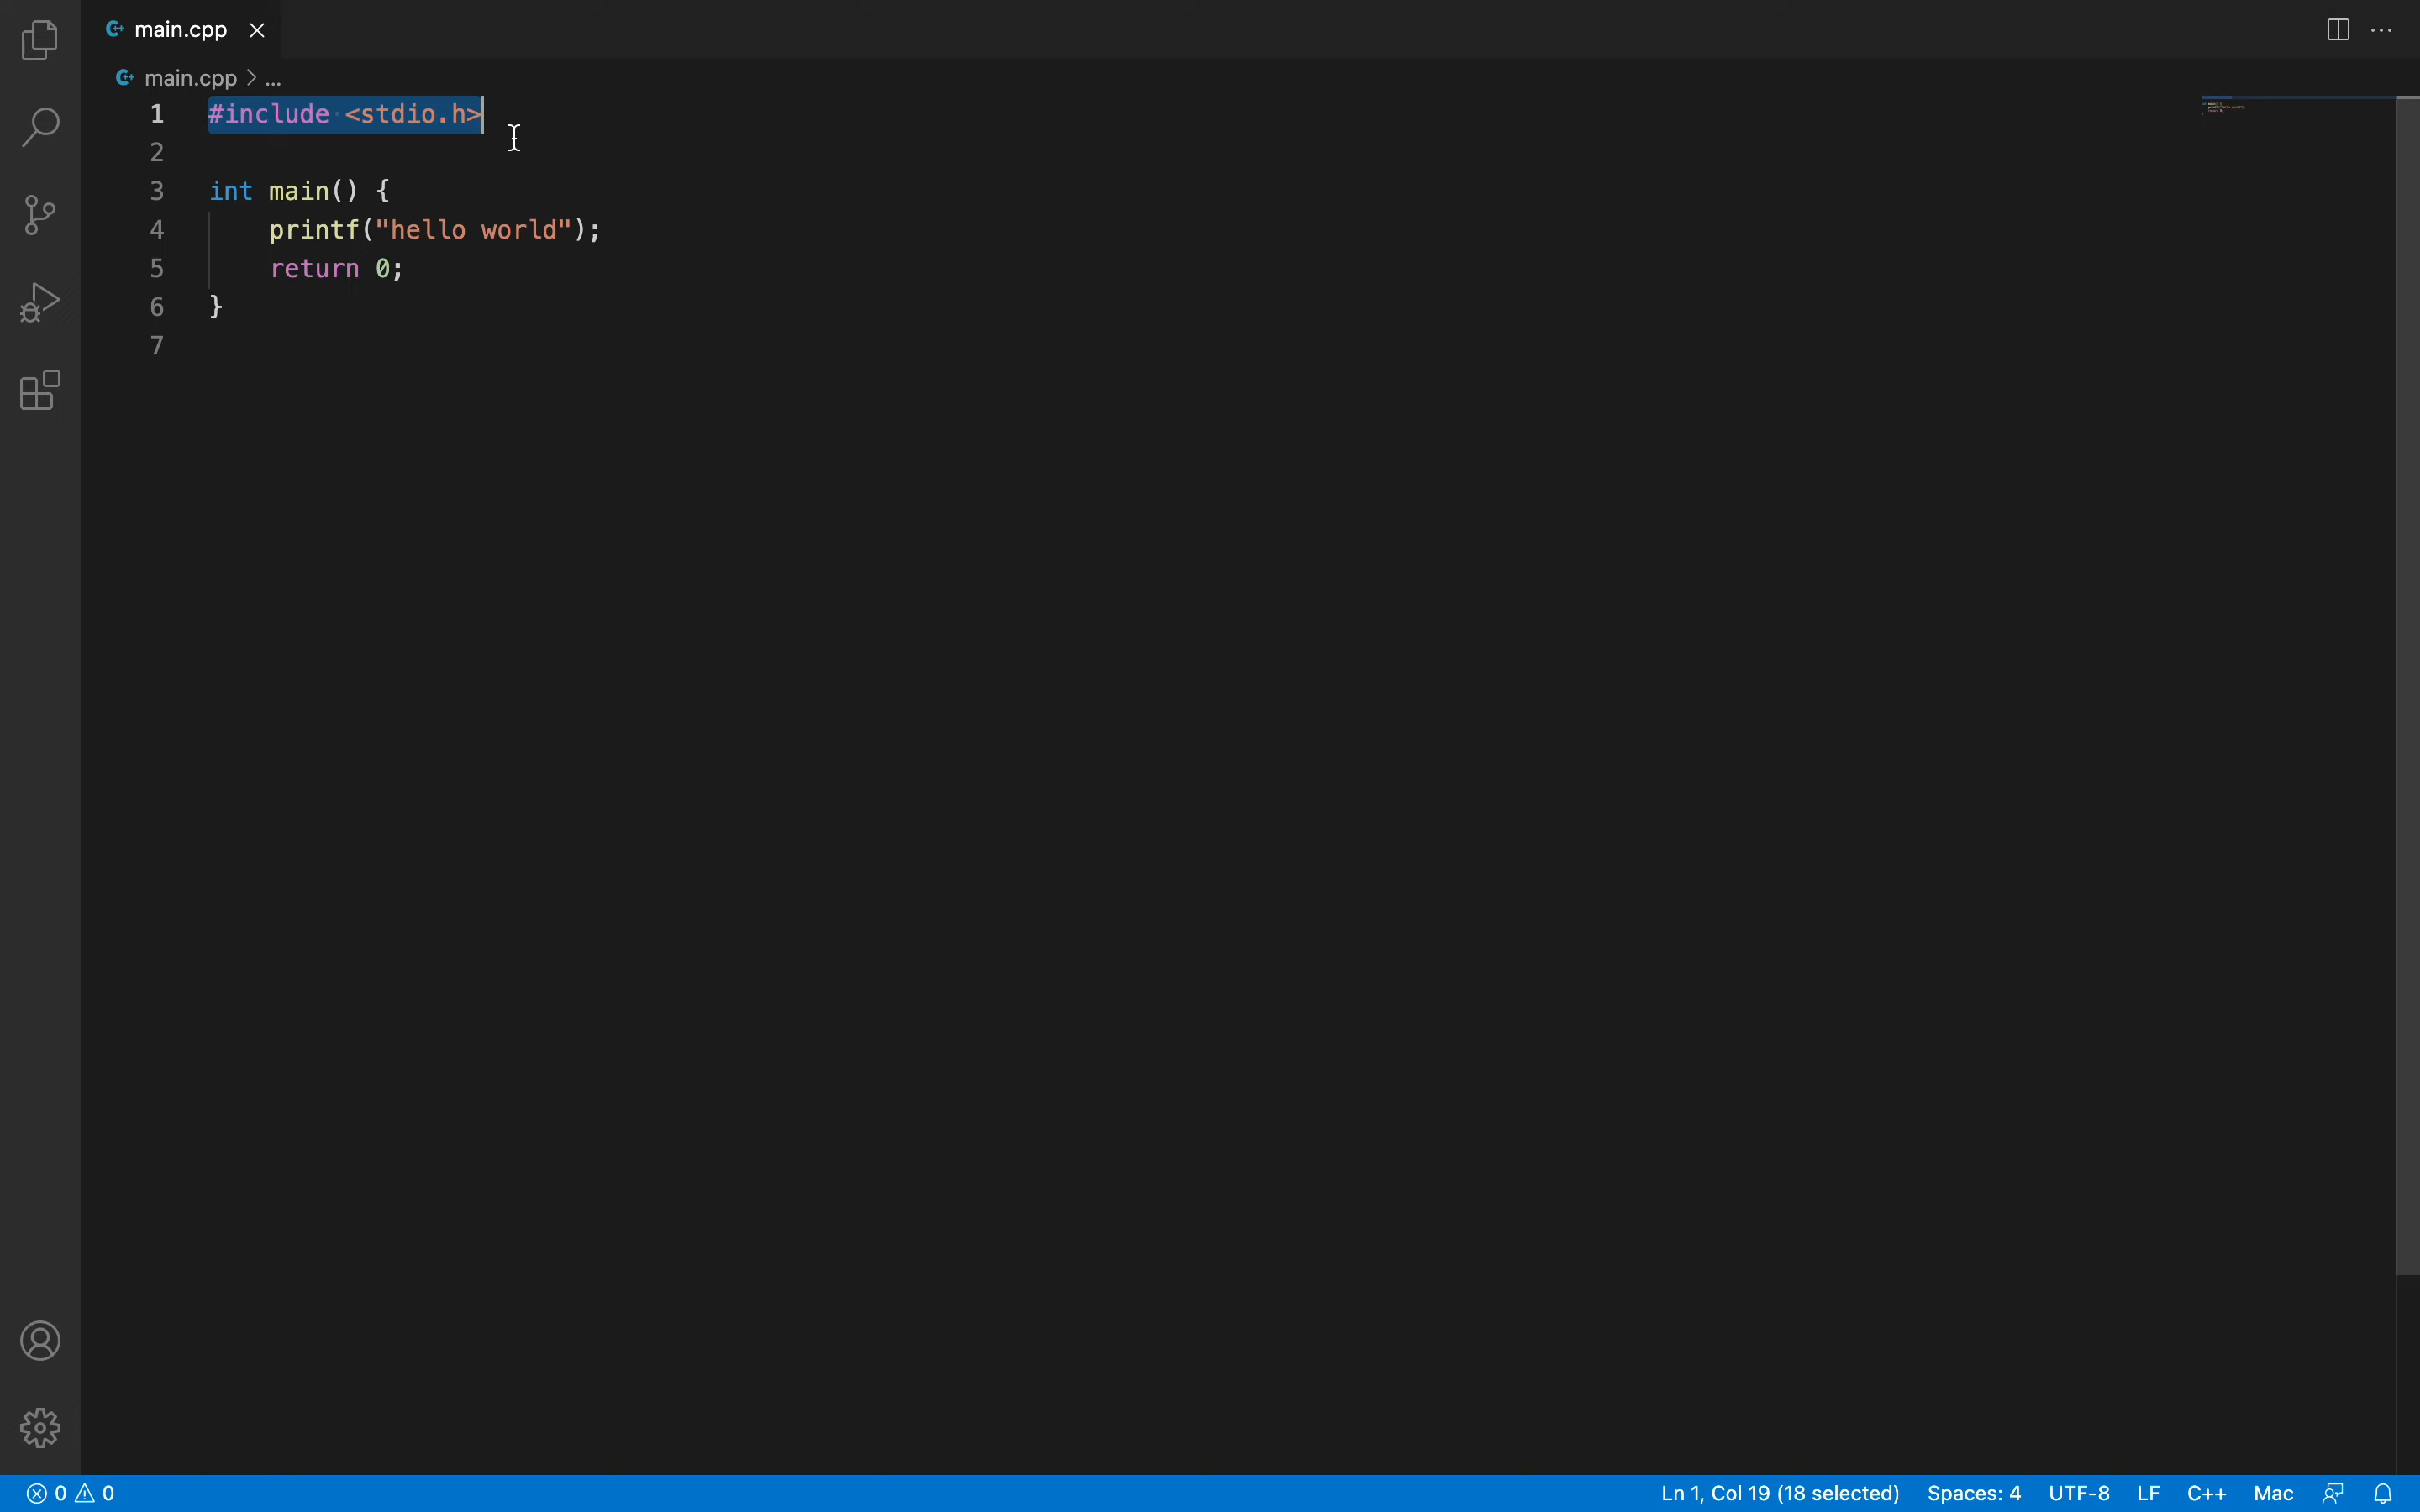 main.cpp
main.cpp > ...
1 #include <stdio.h>
2
3 int main() {
4 printf("hello world");
5 return 0;
6 }
7
0 0 Ln 1, Col 19 (18 selected) Spaces: 4 UTF-8 LF C++ Mac